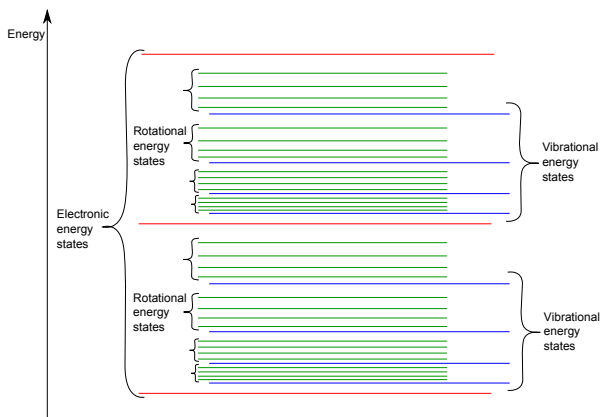 Energy
Rotational
energy
states
Vibrational
energy
states
Electronic
energy
states
Rotational
energy
states
Vibrational
energy
states